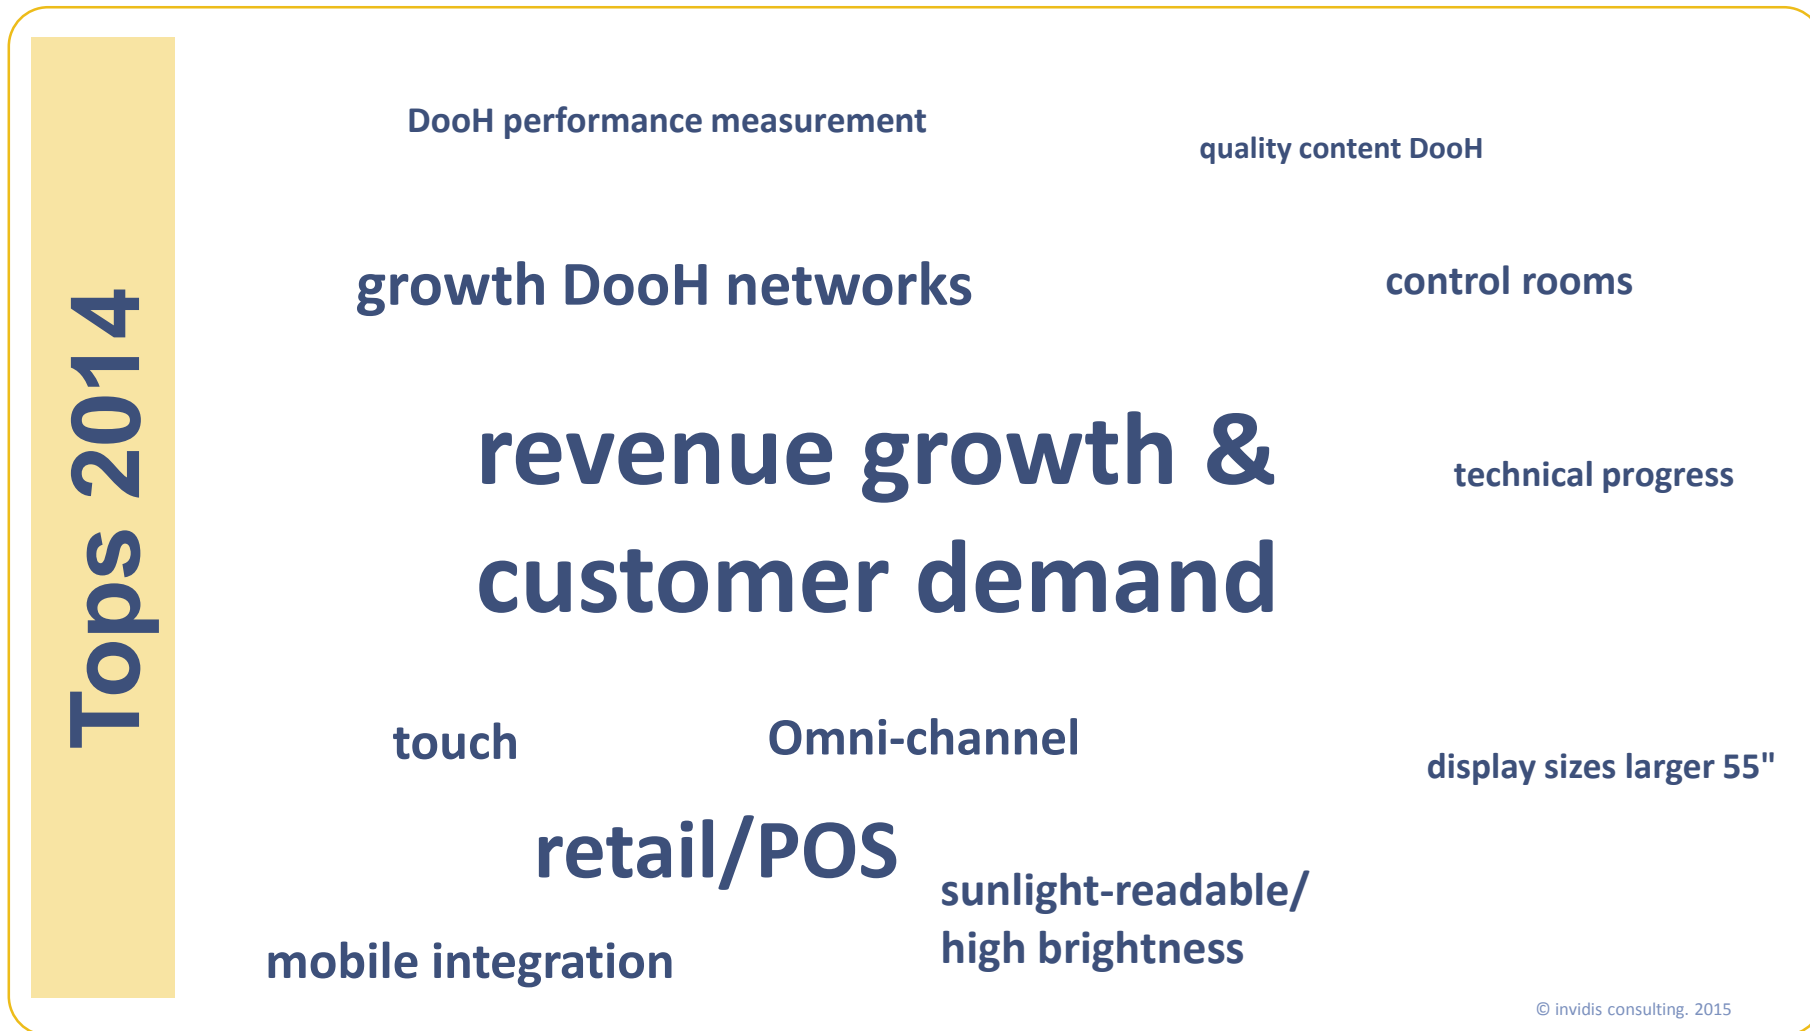 Tops 2014
DooH performance measurement
quality content DooH
growth DooH networks
control rooms
revenue growth &
customer demand
technical progress
touch
Omni-channel
display sizes larger 55"
retail/POS
sunlight-readable/
high brightness
mobile integration
© invidis consulting. 2015